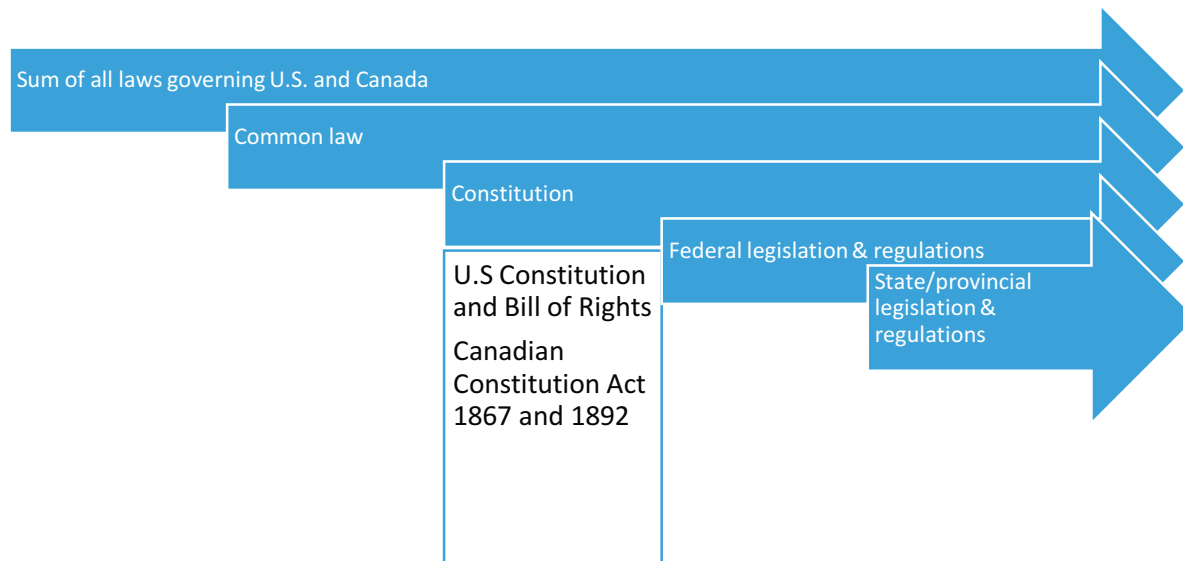 Sum of all laws governing U.S. and Canada
Common law
Constitution
Federal legislation & regulations
State/provincial
legislation &
regulations
U.S Constitution
and Bill of Rights
Canadian
Constitution Act
1867 and 1892